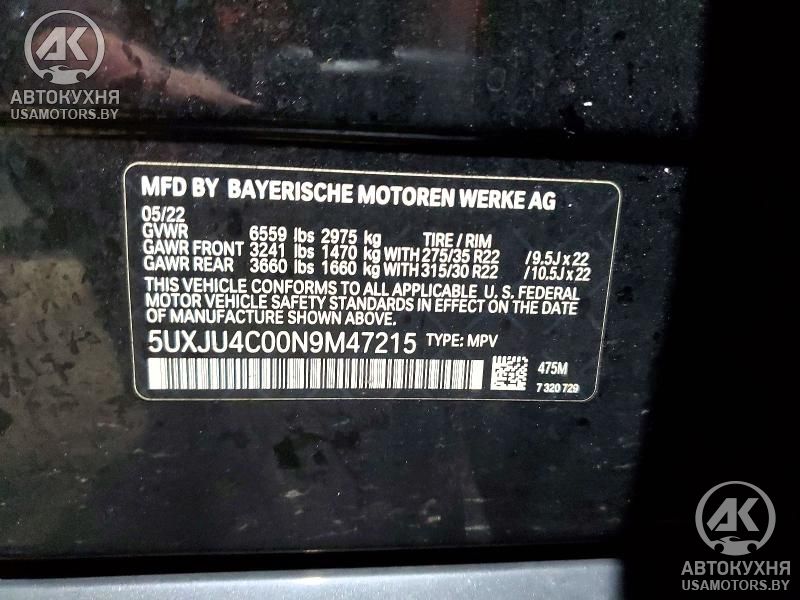 АК
АВТОКУХНЯ
USAMOTORS.BY
MFD BY BAYERISCHE MOTOREN WERKE AG
05/22
GVWR 6559 lbs 2975 kg TIRE / RIM
GAWR FRONT 3241 lbs 1470 kg WITH 275/35 R22 /9.5J x 22
GAWR REAR 3660 lbs 1660 kg WITH 315/30 R22 /10.5J x 22
THIS VEHICLE CONFORMS TO ALL APPLICABLE U. S. FEDERAL
MOTOR VEHICLE SAFETY STANDARDS IN EFFECT ON THE DATE
OF MANUFACTURE SHOWN ABOVE.
5UXJU4C00N9M47215 TYPE: MPV
475M
7 320 729
АК
АВТОКУХНЯ
USAMOTORS.BY